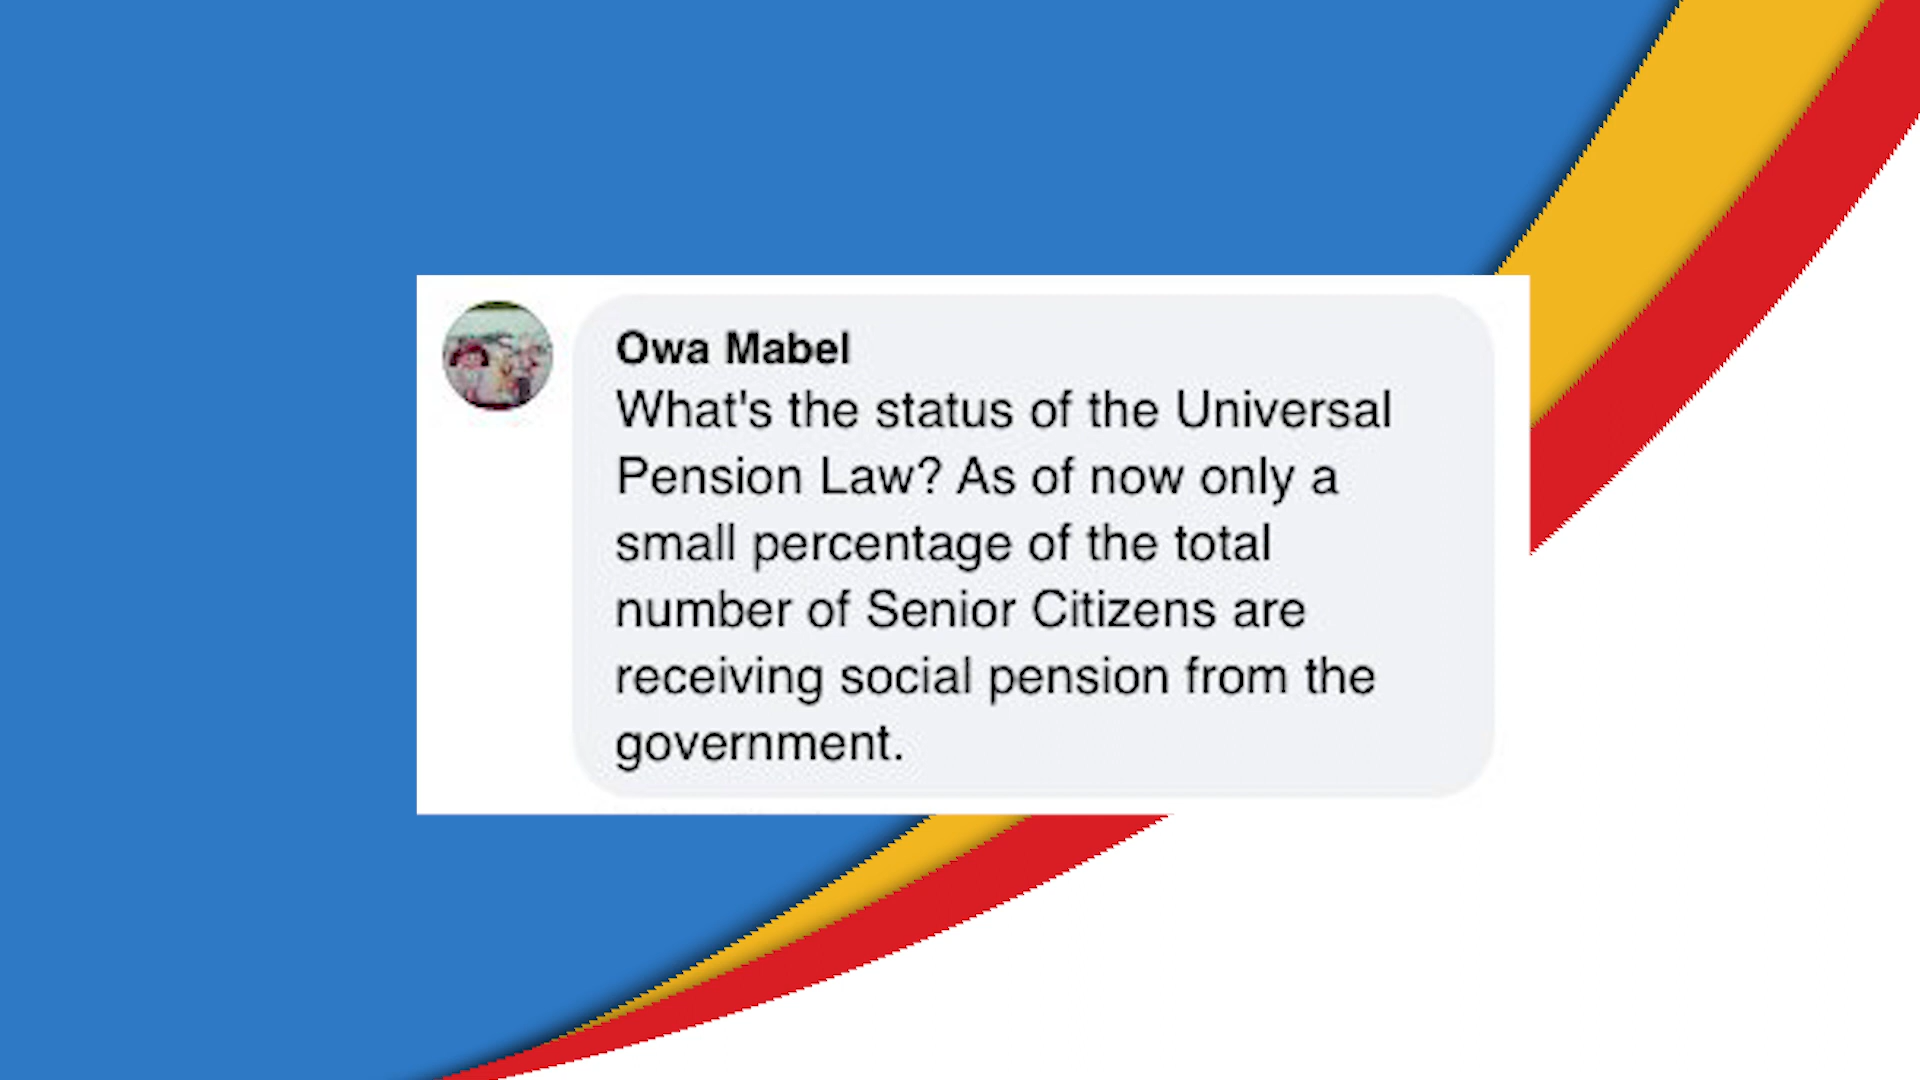 Owa Mabel
What's the status of the Universal
Pension Law? As of now only a
small percentage of the total
number of Senior Citizens are
receiving social pension from the
government.